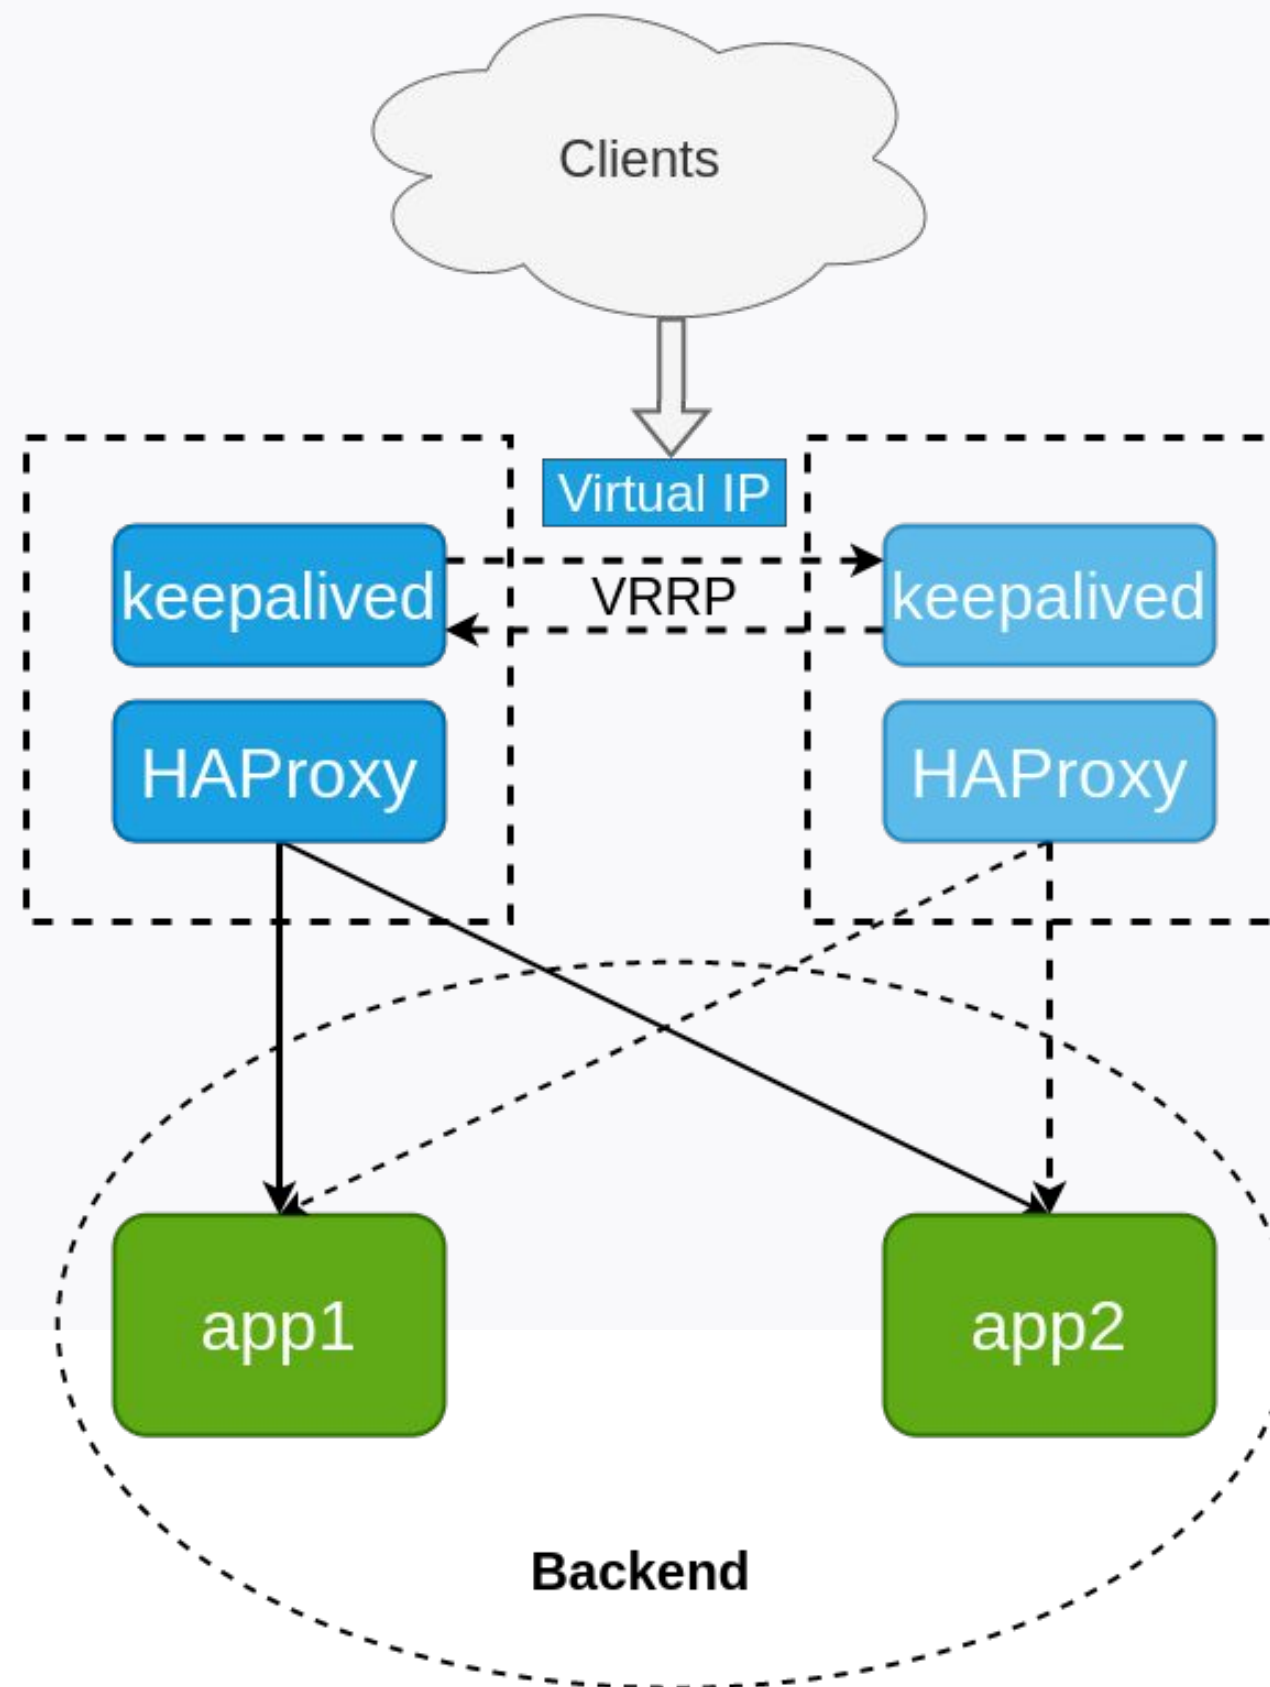 Clients
Virtual IP
keepalived
VRRP
keepalived
HAProxy
HAProxy
app1
app2
Backend